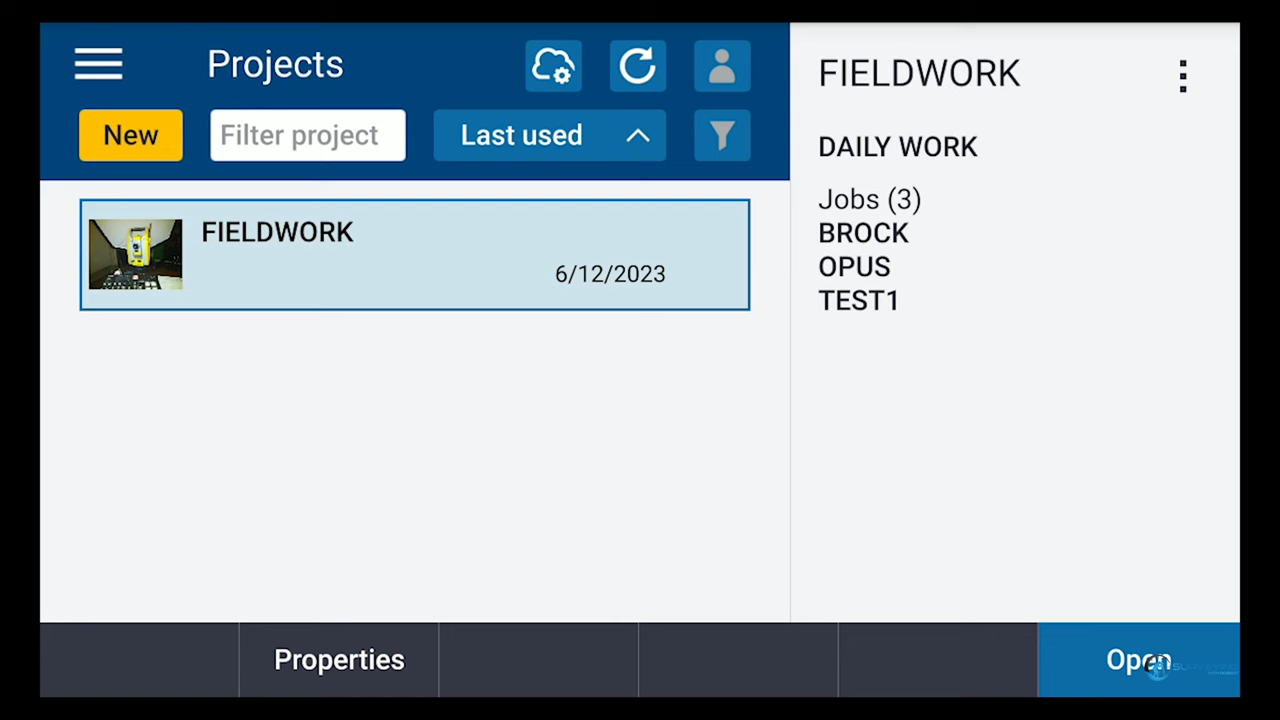 Projects
New
Filter project
Last used
FIELDWORK
6/12/2023
FIELDWORK
DAILY WORK
Jobs (3)
BROCK
OPUS
TEST1
Properties
Open